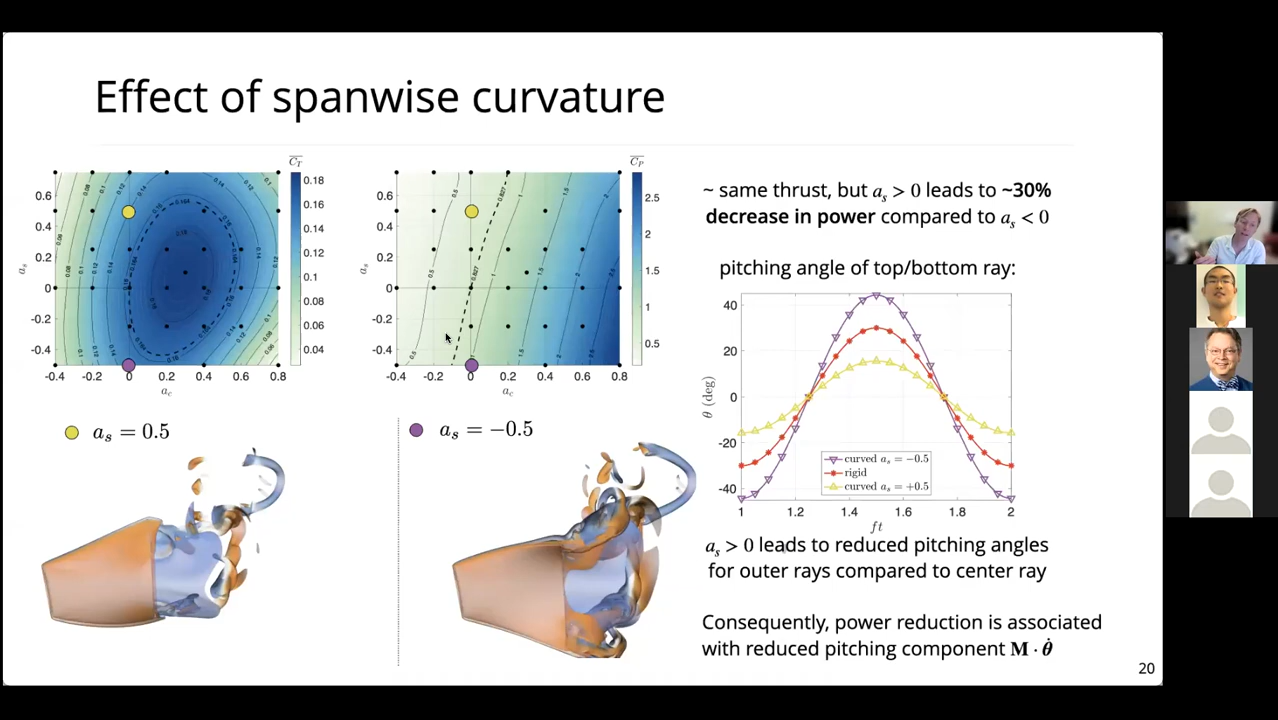 Effect of spanwise curvature
C_T
0.18
0.16
0.14
0.12
0.1
0.08
0.06
0.04
0.6
0.4
0.2
0
-0.2
-0.4
a_s
-0.4 -0.2 0 0.2 0.4 0.6 0.8
a_c
C_P
2.5
2
1.5
1
0.5
0.6
0.4
0.2
0
-0.2
-0.4
a_s
-0.4 -0.2 0 0.2 0.4 0.6 0.8
a_c
a_s = 0.5
a_s = −0.5
~ same thrust, but a_s > 0 leads to ~30%
decrease in power compared to a_s < 0
pitching angle of top/bottom ray:
40
20
0
-20
-40
θ (deg)
curved a_s = −0.5
rigid
curved a_s = +0.5
1 1.2 1.4 1.6 1.8 2
ft
a_s > 0 leads to reduced pitching angles
for outer rays compared to center ray
Consequently, power reduction is associated
with reduced pitching component M · θ̇
20